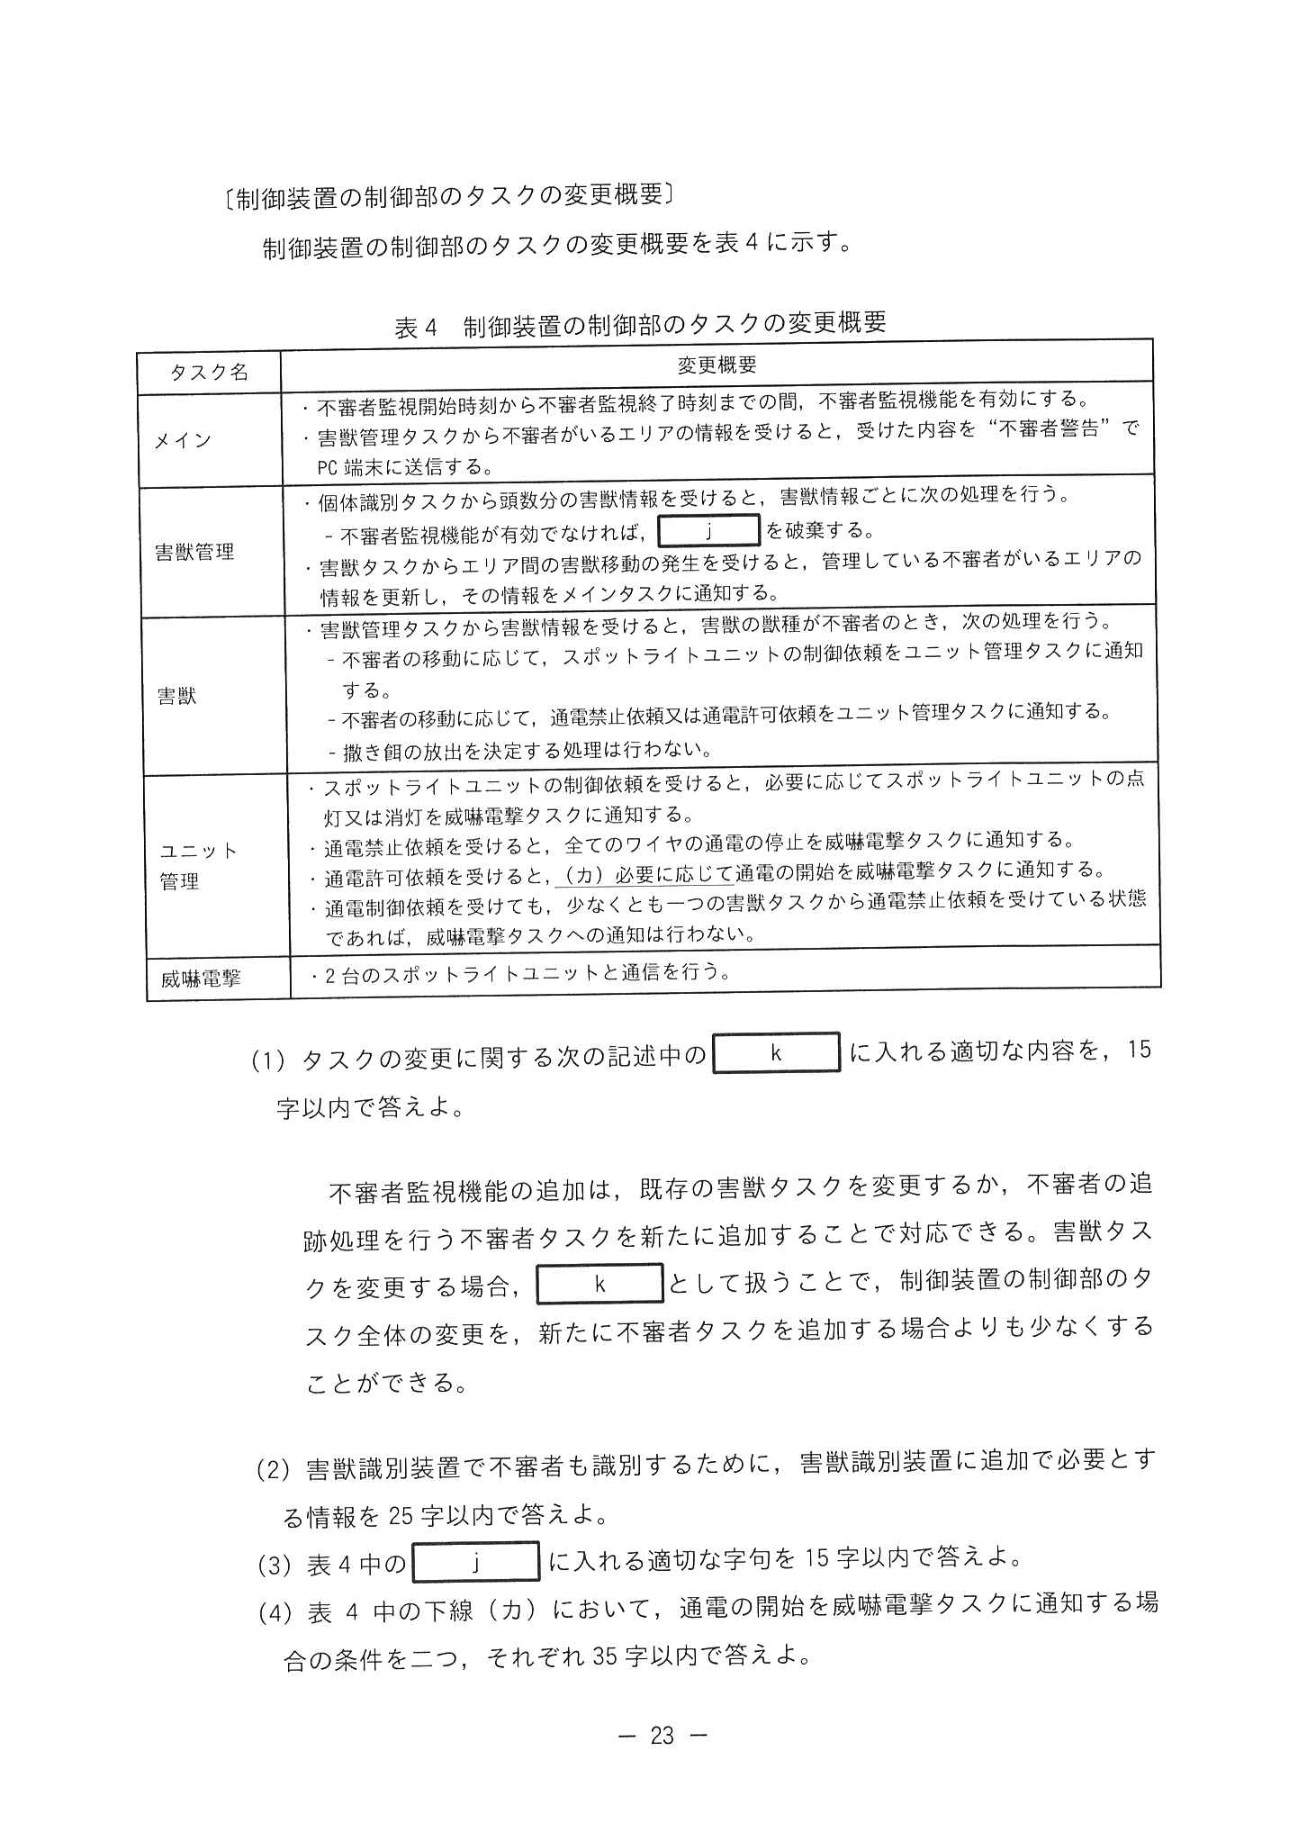 〔制御装置の制御部のタスクの変更概要〕
制御装置の制御部のタスクの変更概要を表 4 に示す。
表 4　制御装置の制御部のタスクの変更概要
タスク名　変更概要
メイン
・不審者監視開始時刻から不審者監視終了時刻までの間，不審者監視機能を有効にする。
・害獣管理タスクから不審者がいるエリアの情報を受けると，受けた内容を“不審者警告”で
PC 端末に送信する。
害獣管理
・個体識別タスクから頭数分の害獣情報を受けると，害獣情報ごとに次の処理を行う。
- 不審者監視機能が有効でなければ， j を破棄する。
・害獣タスクからエリア間の害獣移動の発生を受けると，管理している不審者がいるエリアの
情報を更新し，その情報をメインタスクに通知する。
害獣
・害獣管理タスクから害獣情報を受けると，害獣の獣種が不審者のとき，次の処理を行う。
- 不審者の移動に応じて，スポットライトユニットの制御依頼をユニット管理タスクに通知
する。
- 不審者の移動に応じて，通電禁止依頼又は通電許可依頼をユニット管理タスクに通知する。
- 撒き餌の放出を決定する処理は行わない。
ユニット
管理
・スポットライトユニットの制御依頼を受けると，必要に応じてスポットライトユニットの点
灯又は消灯を威嚇電撃タスクに通知する。
・通電禁止依頼を受けると，全てのワイヤの通電の停止を威嚇電撃タスクに通知する。
・通電許可依頼を受けると，（カ）必要に応じて通電の開始を威嚇電撃タスクに通知する。
・通電制御依頼を受けても，少なくとも一つの害獣タスクから通電禁止依頼を受けている状態
であれば，威嚇電撃タスクへの通知は行わない。
威嚇電撃
・2 台のスポットライトユニットと通信を行う。
(1) タスクの変更に関する次の記述中の k に入れる適切な内容を，15
字以内で答えよ。
不審者監視機能の追加は，既存の害獣タスクを変更するか，不審者の追
跡処理を行う不審者タスクを新たに追加することで対応できる。害獣タス
クを変更する場合， k として扱うことで，制御装置の制御部のタ
スク全体の変更を，新たに不審者タスクを追加する場合よりも少なくする
ことができる。
(2) 害獣識別装置で不審者も識別するために，害獣識別装置に追加で必要とす
る情報を 25 字以内で答えよ。
(3) 表 4 中の j に入れる適切な字句を 15 字以内で答えよ。
(4) 表 4 中の下線（カ）において，通電の開始を威嚇電撃タスクに通知する場
合の条件を二つ，それぞれ 35 字以内で答えよ。
— 23 —